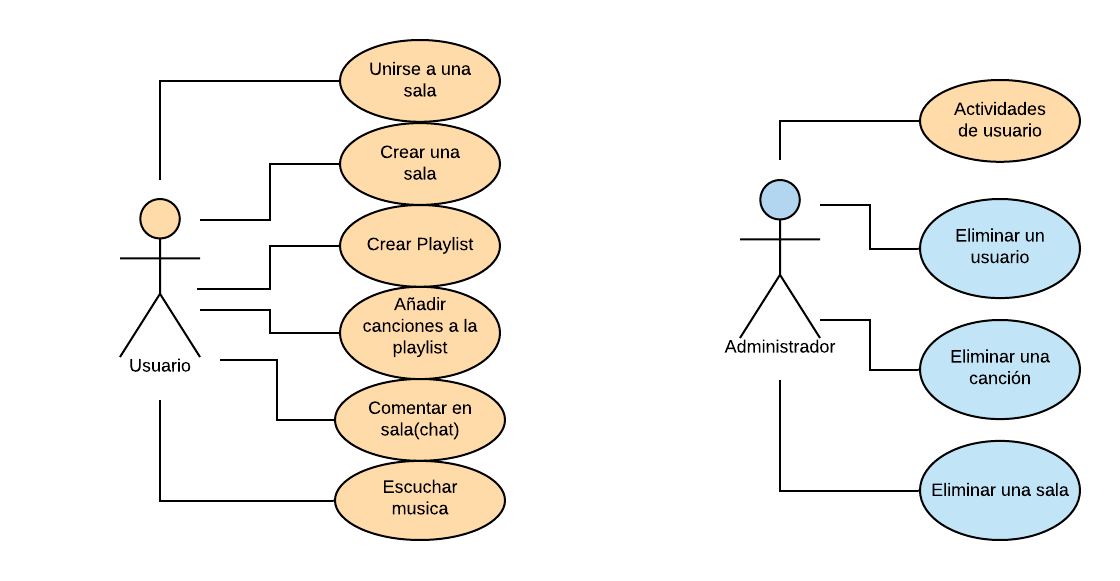 Unirse a una
sala
Crear una
sala
Crear Playlist
Añadir
canciones a la
playlist
Comentar en
sala(chat)
Escuchar
musica
Usuario
Actividades
de usuario
Eliminar un
usuario
Eliminar una
canción
Eliminar una sala
Administrador